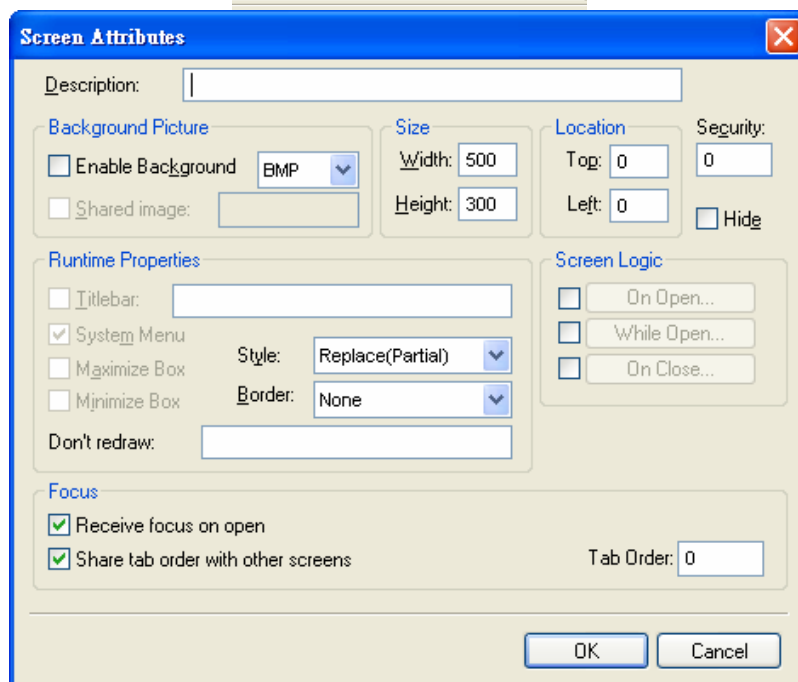 Screen Attributes
Description:
Background Picture
Enable Background
BMP
Shared image:
Size
Width: 500
Height: 300
Location
Top: 0
Left: 0
Security:
0
Hide
Runtime Properties
Titlebar:
System Menu
Maximize Box
Minimize Box
Style: Replace(Partial)
Border: None
Don't redraw:
Screen Logic
On Open...
While Open...
On Close...
Focus
Receive focus on open
Share tab order with other screens
Tab Order: 0
OK
Cancel